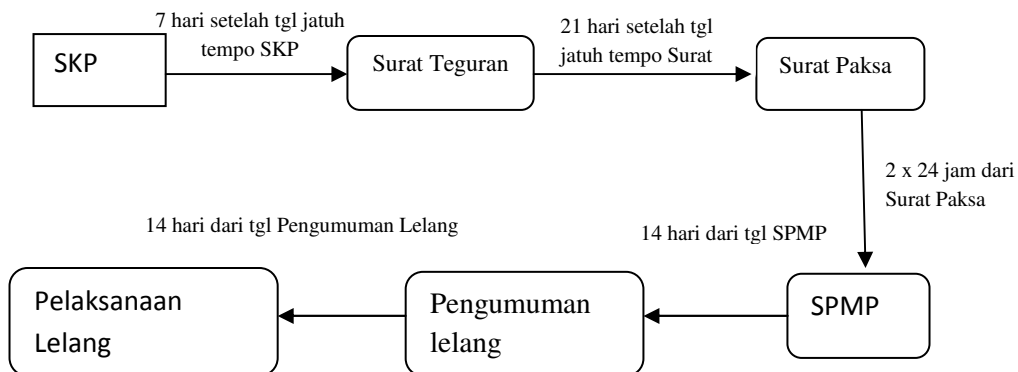 SKP
7 hari setelah tgl jatuh
tempo SKP
Surat Teguran
21 hari setelah tgl
jatuh tempo Surat
Surat Paksa
2 x 24 jam dari
Surat Paksa
SPMP
14 hari dari tgl SPMP
Pengumuman
lelang
14 hari dari tgl Pengumuman Lelang
Pelaksanaan
Lelang